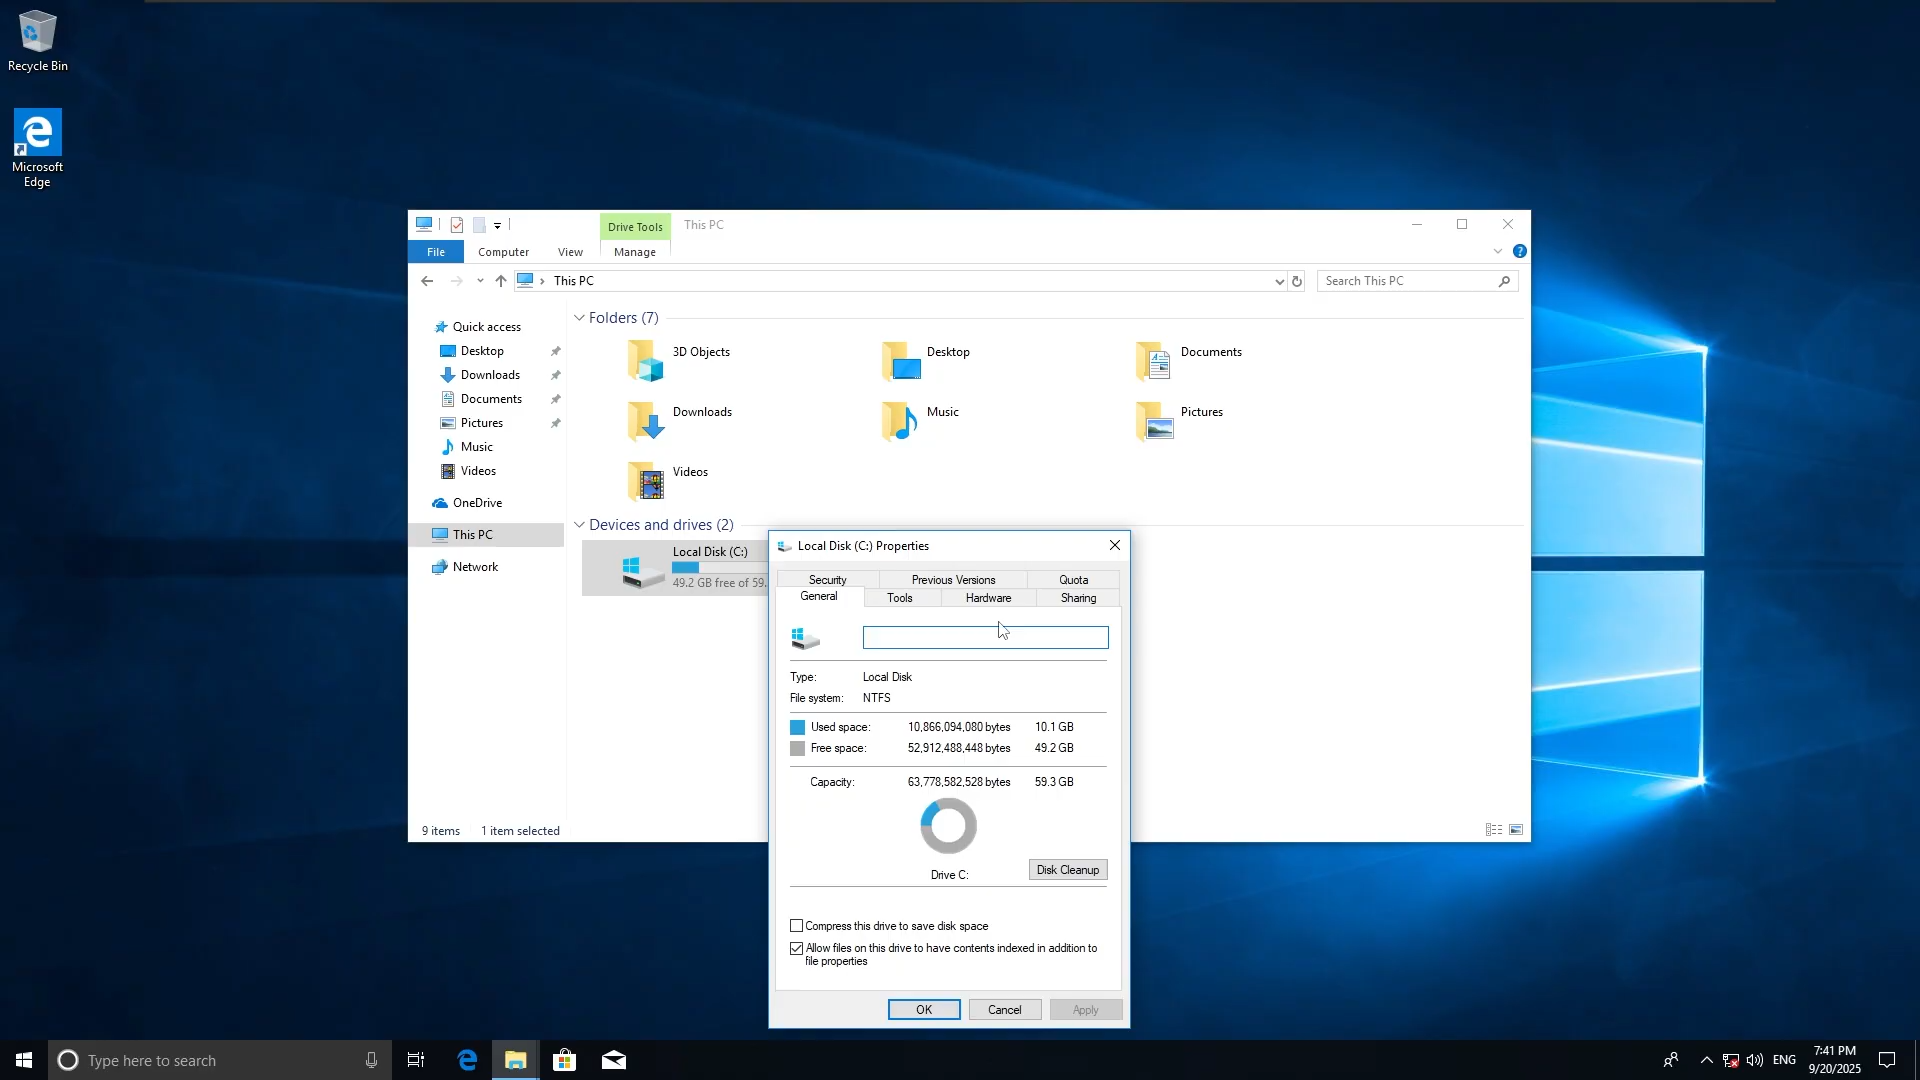 Recycle Bin
Microsoft
Edge
Drive Tools
This PC
File
Computer
View
Manage
This PC
Search This PC
Quick access
Desktop
Downloads
Documents
Pictures
Music
Videos
OneDrive
This PC
Network
Folders (7)
3D Objects
Desktop
Documents
Downloads
Music
Pictures
Videos
Devices and drives (2)
Local Disk (C:)
49.2 GB free of 59.
9 items
1 item selected
Local Disk (C:) Properties
Security
Previous Versions
Quota
General
Tools
Hardware
Sharing
Type: Local Disk
File system: NTFS
Used space: 10,866,094,080 bytes 10.1 GB
Free space: 52,912,488,448 bytes 49.2 GB
Capacity: 63,778,582,528 bytes 59.3 GB
Drive C:
Disk Cleanup
Compress this drive to save disk space
Allow files on this drive to have contents indexed in addition to
file properties
OK
Cancel
Apply
Type here to search
ENG
7:41 PM
9/20/2025